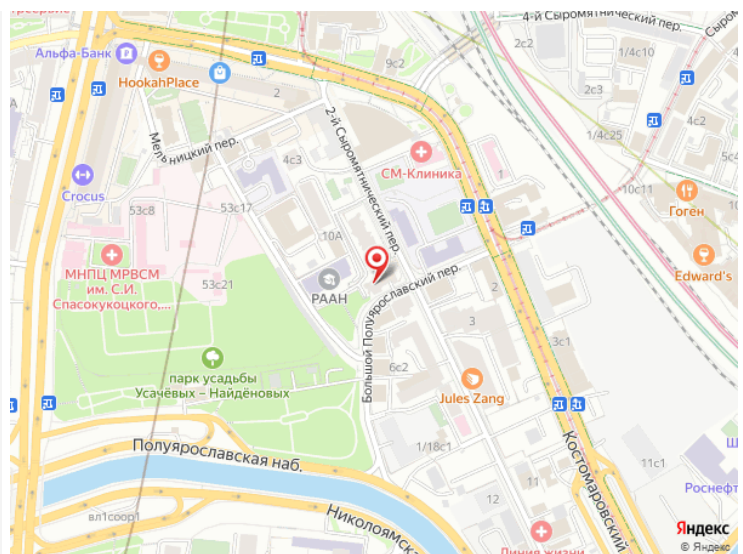 4-й Сыромятнический пер.
Альфа-Банк
HookahPlace
2
9с2
2с2
2с3
1/4с10
1/4с25
Мельницкий пер.
4с3
2-й Сыромятнический пер.
СМ-Клиника
1
Crocus
53с8
53с17
10с11
Гоген
10А
МНПЦ МРВСМ
им. С.И.
Спасокукоцкого,...
53с21
РААН
Большой Полуярославский пер.
2
Edward's
3
3с1
парк усадьбы
Усачёвых – Найдёновых
6с2
Jules Zang
Полуярославская наб.
1/18с1
Костомаровский
11с1
Роснефт
12
11
вл1соор1
Николоямск
Линия жизни
10
Яндекс
© Яндекс